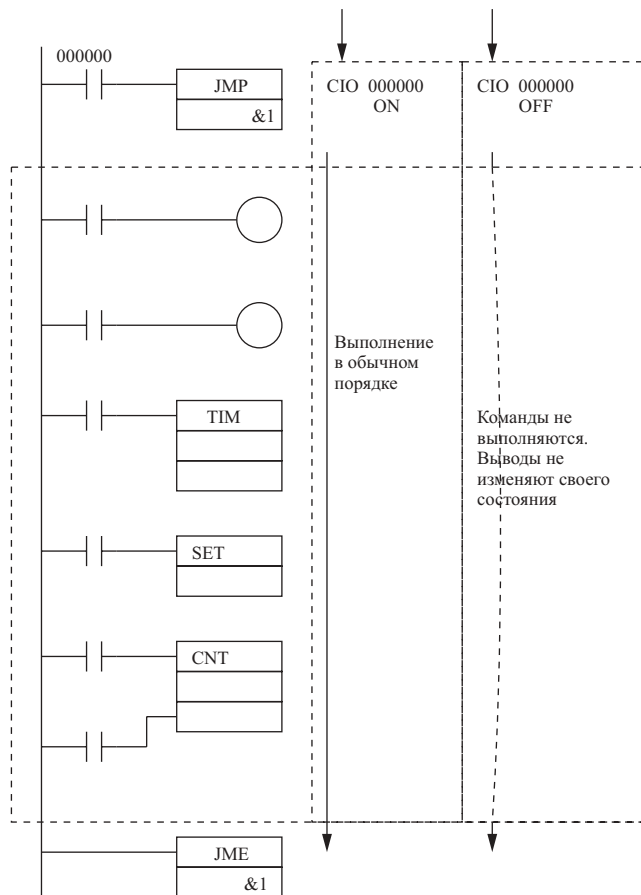 000000
JMP
&1
CIO 000000
ON
CIO 000000
OFF
Выполнение
в обычном
порядке
TIM
Команды не
выполняются.
Выводы не
изменяют своего
состояния
SET
CNT
JME
&1